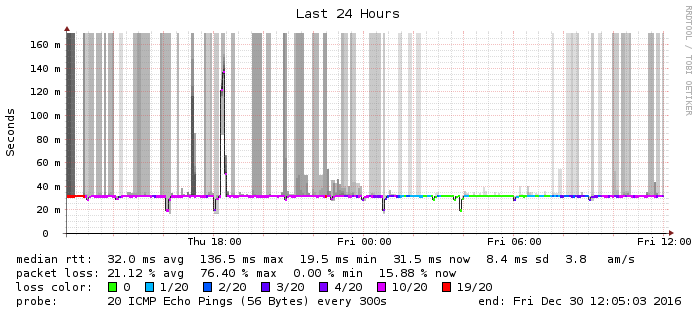 Last 24 Hours
RRDTOOL / TOBI OETIKER
Seconds
160 m
140 m
120 m
100 m
80 m
60 m
40 m
20 m
0
Thu 18:00 Fri 00:00 Fri 06:00 Fri 12:00
median rtt: 32.0 ms avg 136.5 ms max 19.5 ms min 31.5 ms now 8.4 ms sd 3.8 am/s
packet loss: 21.12 % avg 76.40 % max 0.00 % min 15.88 % now
loss color: 0 1/20 2/20 3/20 4/20 10/20 19/20
probe: 20 ICMP Echo Pings (56 Bytes) every 300s end: Fri Dec 30 12:05:03 2016